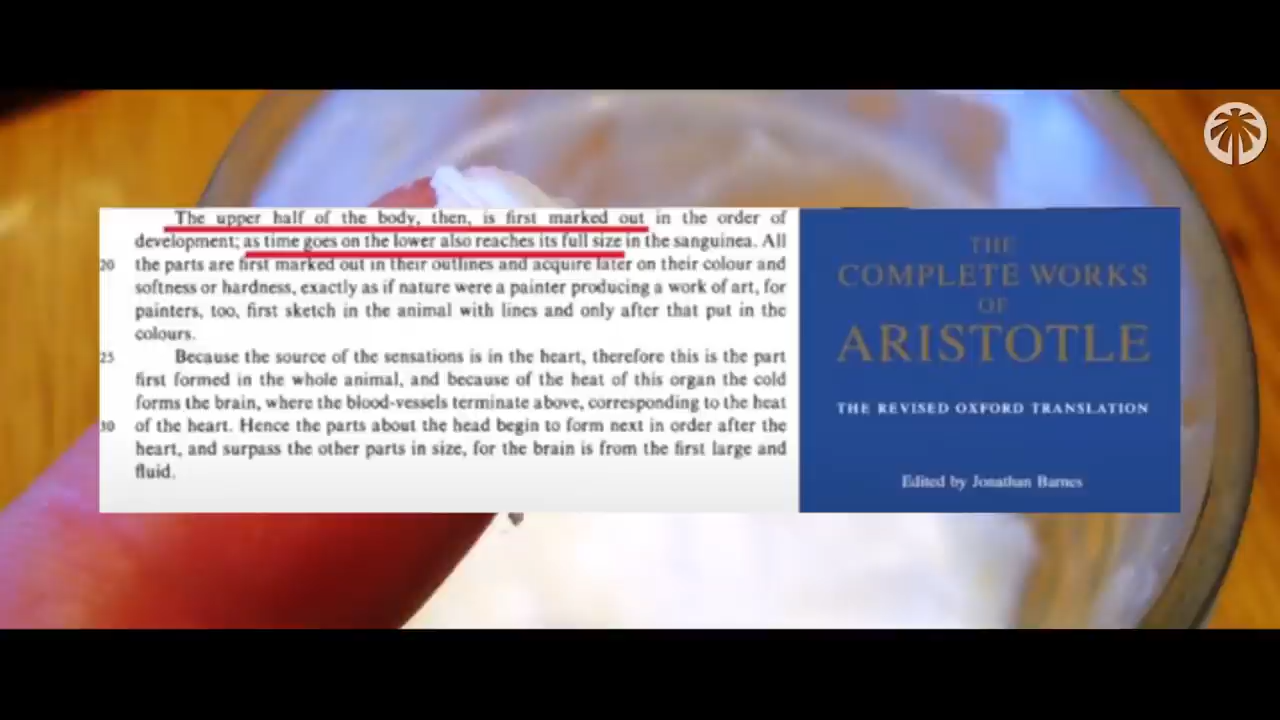 The upper half of the body, then, is first marked out in the order of
development; as time goes on the lower also reaches its full size in the sanguinea. All
20 the parts are first marked out in their outlines and acquire later on their colour and
softness or hardness, exactly as if nature were a painter producing a work of art, for
painters, too, first sketch in the animal with lines and only after that put in the
colours.
25 Because the source of the sensations is in the heart, therefore this is the part
first formed in the whole animal, and because of the heat of this organ the cold
forms the brain, where the blood-vessels terminate above, corresponding to the heat
30 of the heart. Hence the parts about the head begin to form next in order after the
heart, and surpass the other parts in size, for the brain is from the first large and
fluid.
THE
COMPLETE WORKS
OF
ARISTOTLE
THE REVISED OXFORD TRANSLATION
Edited by Jonathan Barnes